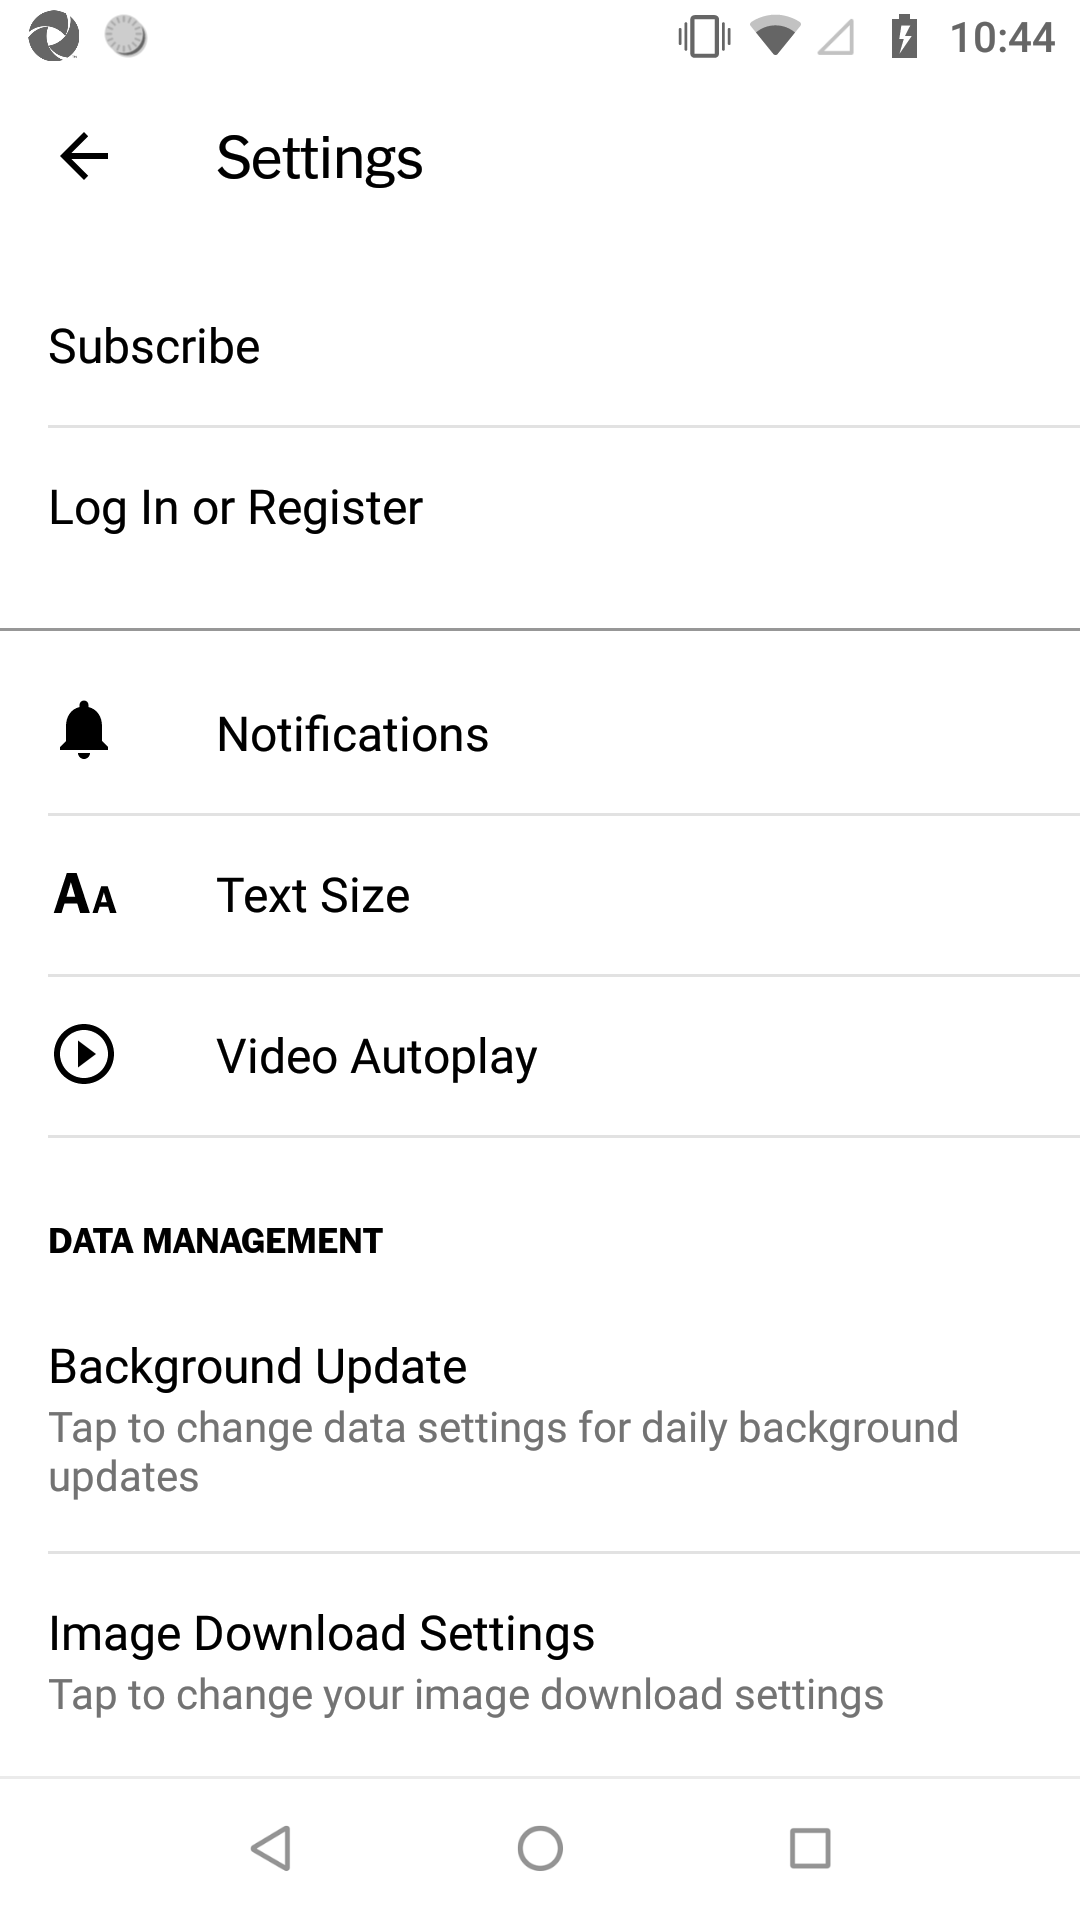 10:44
Settings
Subscribe
Log In or Register
Notifications
AA Text Size
Video Autoplay
DATA MANAGEMENT
Background Update
Tap to change data settings for daily background
updates
Image Download Settings
Tap to change your image download settings